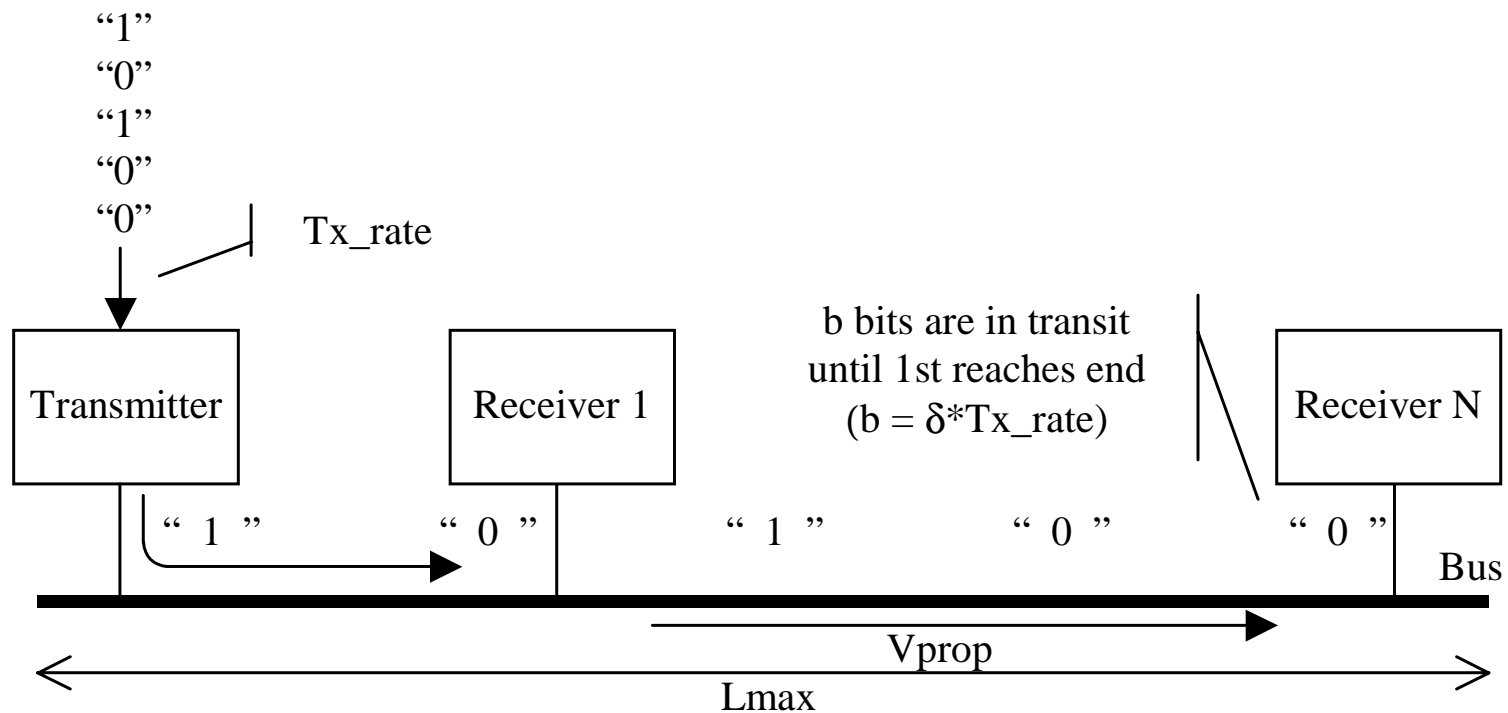 “1”
“0”
“1”
“0”
“0”
Tx_rate
Transmitter
Receiver 1
b bits are in transit
until 1st reaches end
(b = δ*Tx_rate)
Receiver N
“ 1 ”
“ 0 ”
“ 1 ”
“ 0 ”
“ 0 ”
Bus
Vprop
Lmax